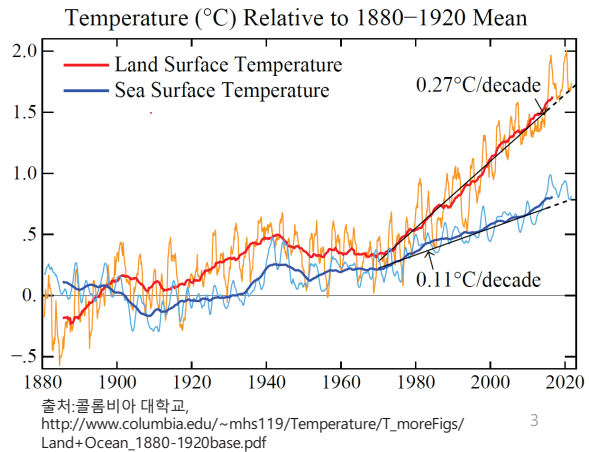 Temperature (°C) Relative to 1880−1920 Mean
2.0
Land Surface Temperature
Sea Surface Temperature
0.27°C/decade
1.5
1.0
.5
0.11°C/decade
0.
−.5
1880 1900 1920 1940 1960 1980 2000 2020
출처:콜롬비아 대학교,
http://www.columbia.edu/~mhs119/Temperature/T_moreFigs/
Land+Ocean_1880-1920base.pdf
3